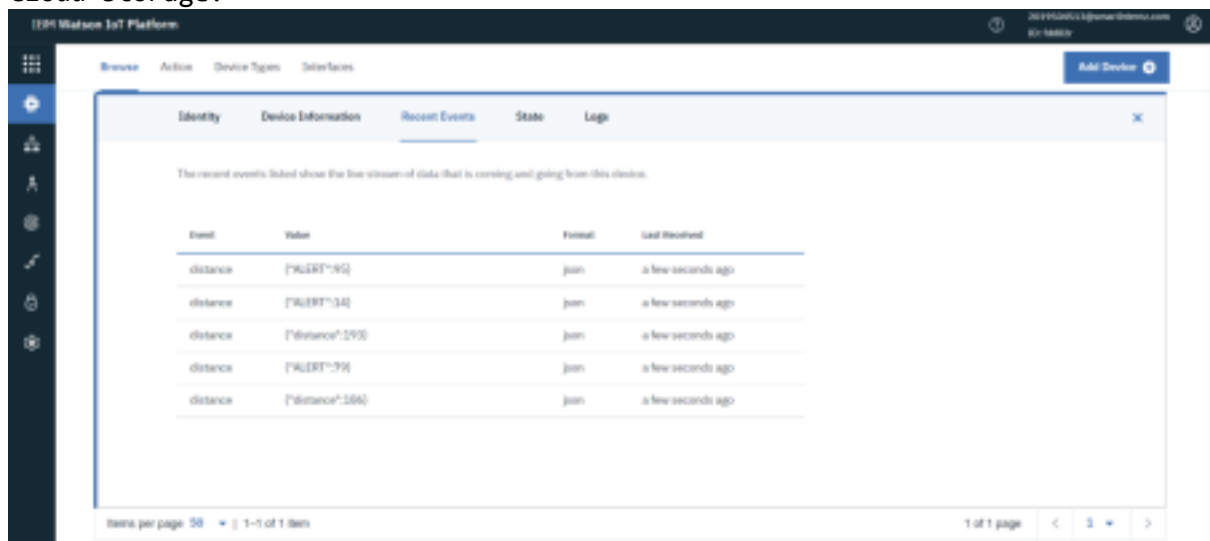 Cloud Storage:
IBM Watson IoT Platform
Browse Action Device Types Interfaces Add Device
Identity Device Information Recent Events State Logs
The recent events listed show the live stream of data that is coming and going from this device.
Event Value Format Last Received
distance {"ALERT":95} json a few seconds ago
distance {"ALERT":14} json a few seconds ago
distance {"distance":193} json a few seconds ago
distance {"ALERT":79} json a few seconds ago
distance {"distance":186} json a few seconds ago
Items per page 50 | 1–1 of 1 item 1 of 1 page < 1 >